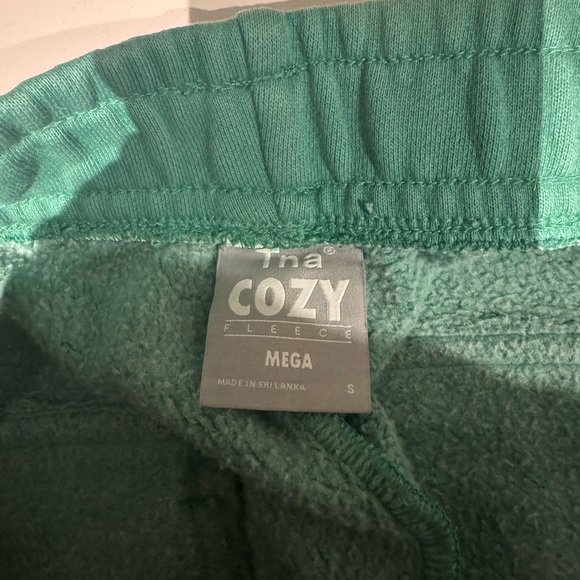 Tna®
COZY
FLEECE
MEGA
MADE IN SRI LANKA S